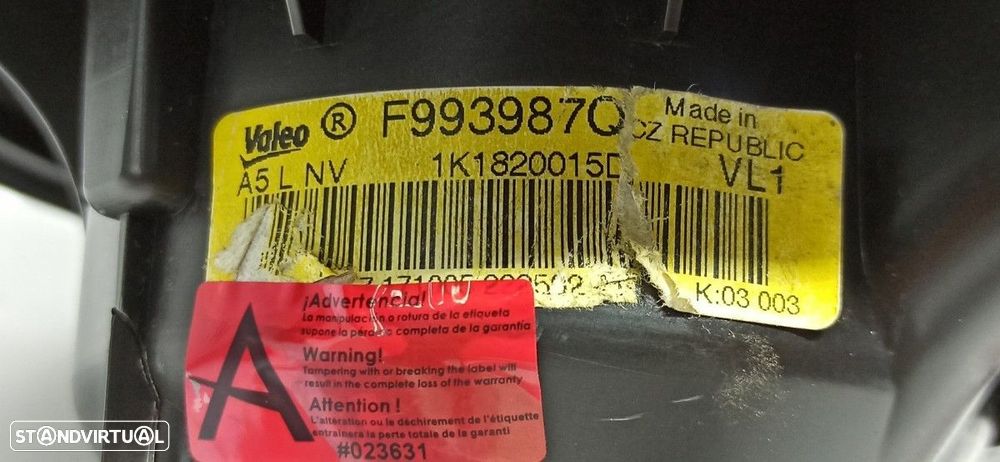 Valeo ® F993987Q Made in
CZ REPUBLIC
A5 L NV 1K1820015D VL1
K:03 003
¡Advertencia!
La manipulación o rotura de la etiqueta
supone la pérdida completa de la garantía
Warning!
Tampering with or breaking the label will
result in the complete loss of the warranty
A
Attention !
L'altération ou le déchirement de l'étiquette
entraînera la perte totale de la garanti
#023631
STANDVIRTUAL